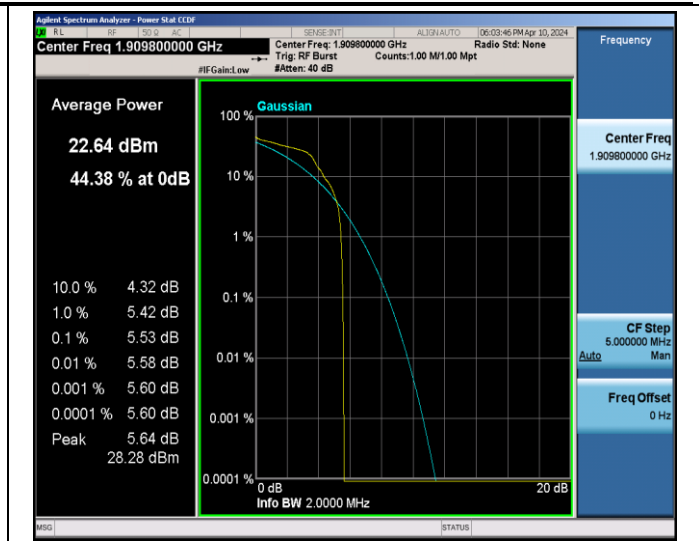 Agilent Spectrum Analyzer - Power Stat CCDF
RL RF 50 Ω AC SENSE:INT ALIGN AUTO 06:03:46 PM Apr 10, 2024
Center Freq 1.909800000 GHz
Center Freq: 1.909800000 GHz Radio Std: None
Trig: RF Burst Counts:1.00 M/1.00 Mpt
#IFGain:Low #Atten: 40 dB
Frequency
Average Power
22.64 dBm
44.38 % at 0dB
10.0 % 4.32 dB
1.0 % 5.42 dB
0.1 % 5.53 dB
0.01 % 5.58 dB
0.001 % 5.60 dB
0.0001 % 5.60 dB
Peak 5.64 dB
28.28 dBm
Gaussian
100 %
10 %
1 %
0.1 %
0.01 %
0.001 %
0.0001 %
0 dB 20 dB
Info BW 2.0000 MHz
Center Freq
1.909800000 GHz
CF Step
5.000000 MHz
Auto Man
Freq Offset
0 Hz
MSG STATUS